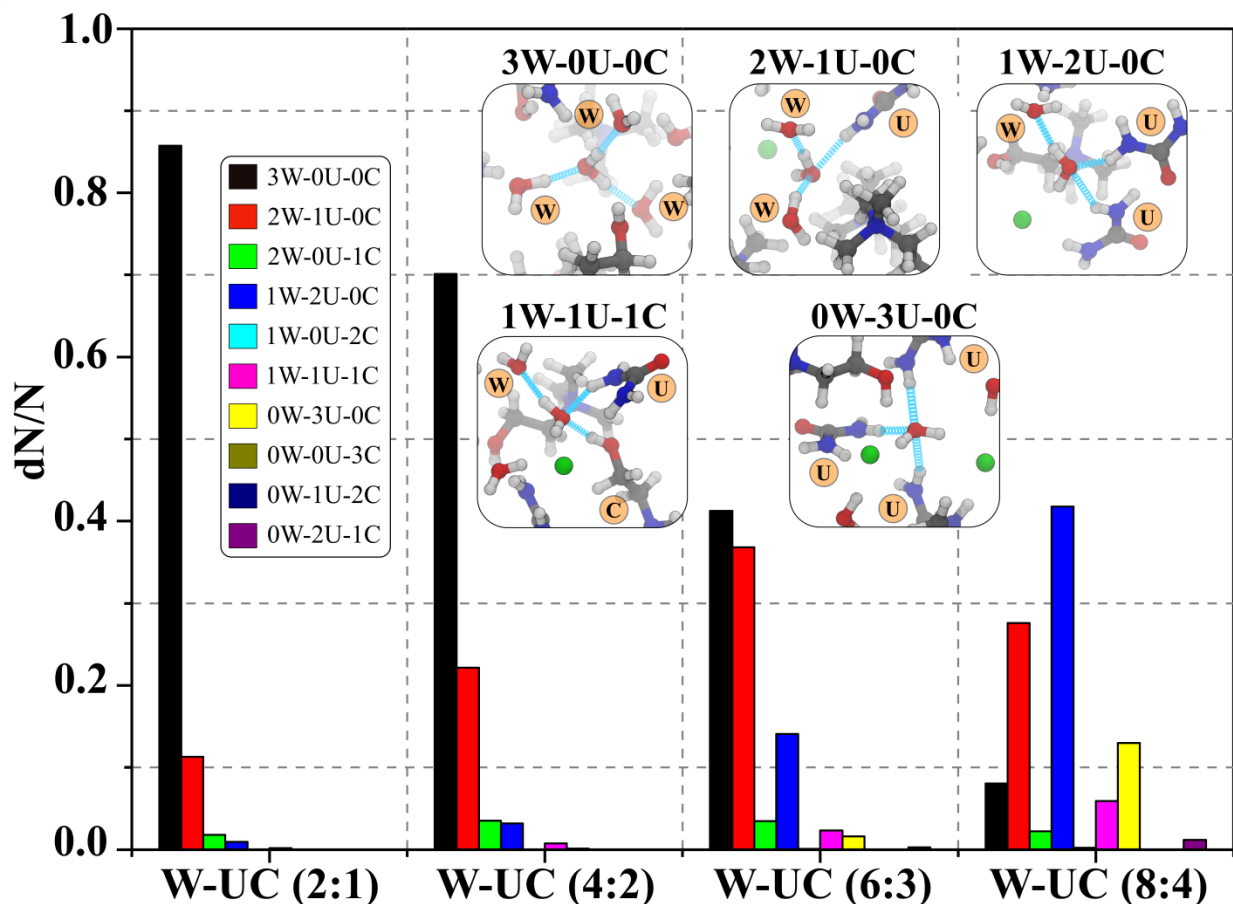 dN/N
1.0
0.8
0.6
0.4
0.2
0.0
3W-0U-0C
2W-1U-0C
2W-0U-1C
1W-2U-0C
1W-0U-2C
1W-1U-1C
0W-3U-0C
0W-0U-3C
0W-1U-2C
0W-2U-1C
3W-0U-0C
W
W
W
2W-1U-0C
W
U
W
1W-2U-0C
W
U
U
1W-1U-1C
W
U
C
0W-3U-0C
U
U
U
W-UC (2:1)
W-UC (4:2)
W-UC (6:3)
W-UC (8:4)